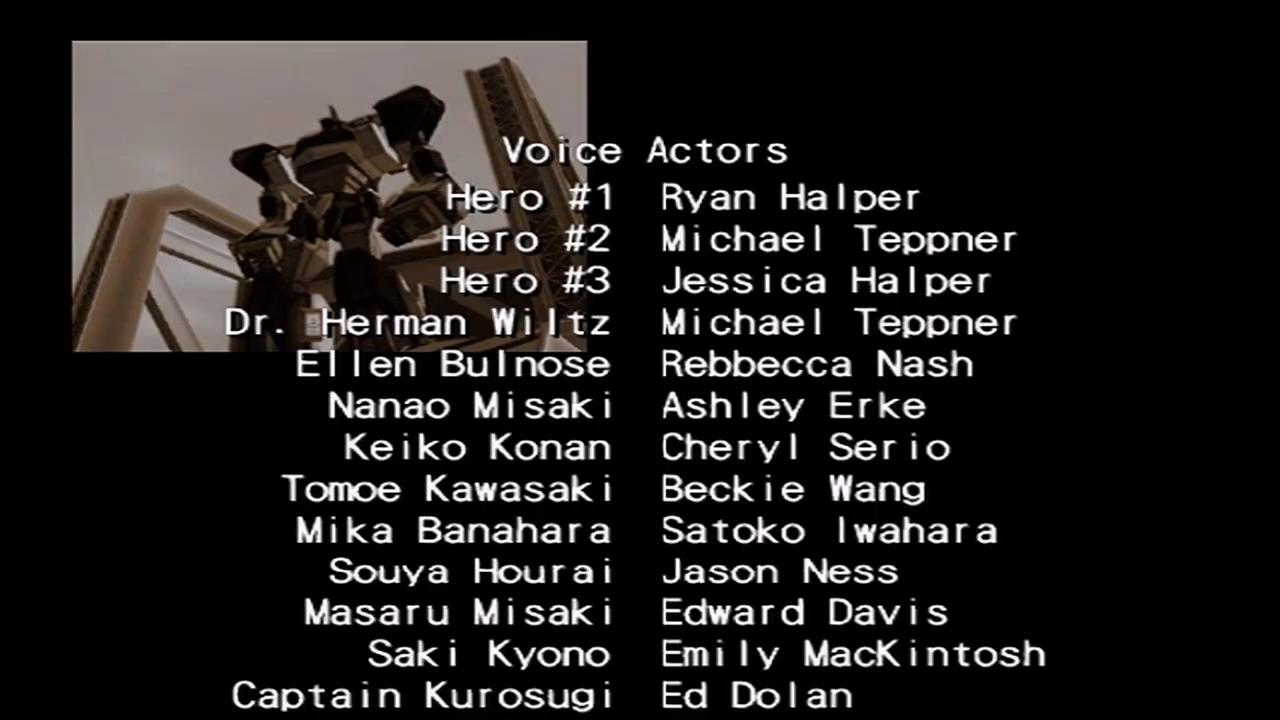 Voice Actors
Hero #1 Ryan Halper
Hero #2 Michael Teppner
Hero #3 Jessica Halper
Dr. Herman Wiltz Michael Teppner
Ellen Bulnose Rebbecca Nash
Nanao Misaki Ashley Erke
Keiko Konan Cheryl Serio
Tomoe Kawasaki Beckie Wang
Mika Banahara Satoko Iwahara
Souya Hourai Jason Ness
Masaru Misaki Edward Davis
Saki Kyono Emily MacKintosh
Captain Kurosugi Ed Dolan